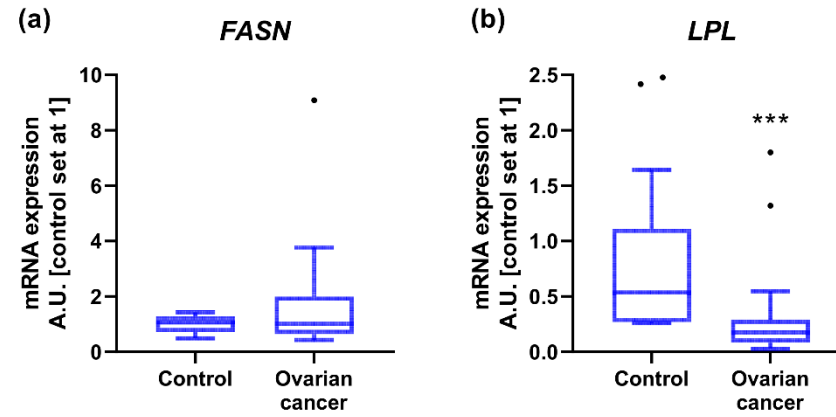 (a)
FASN
mRNA expression
A.U. [control set at 1]
10
8
6
4
2
0
Control
Ovarian
cancer
(b)
LPL
mRNA expression
A.U. [control set at 1]
2.5
2.0
1.5
1.0
0.5
0.0
***
Control
Ovarian
cancer